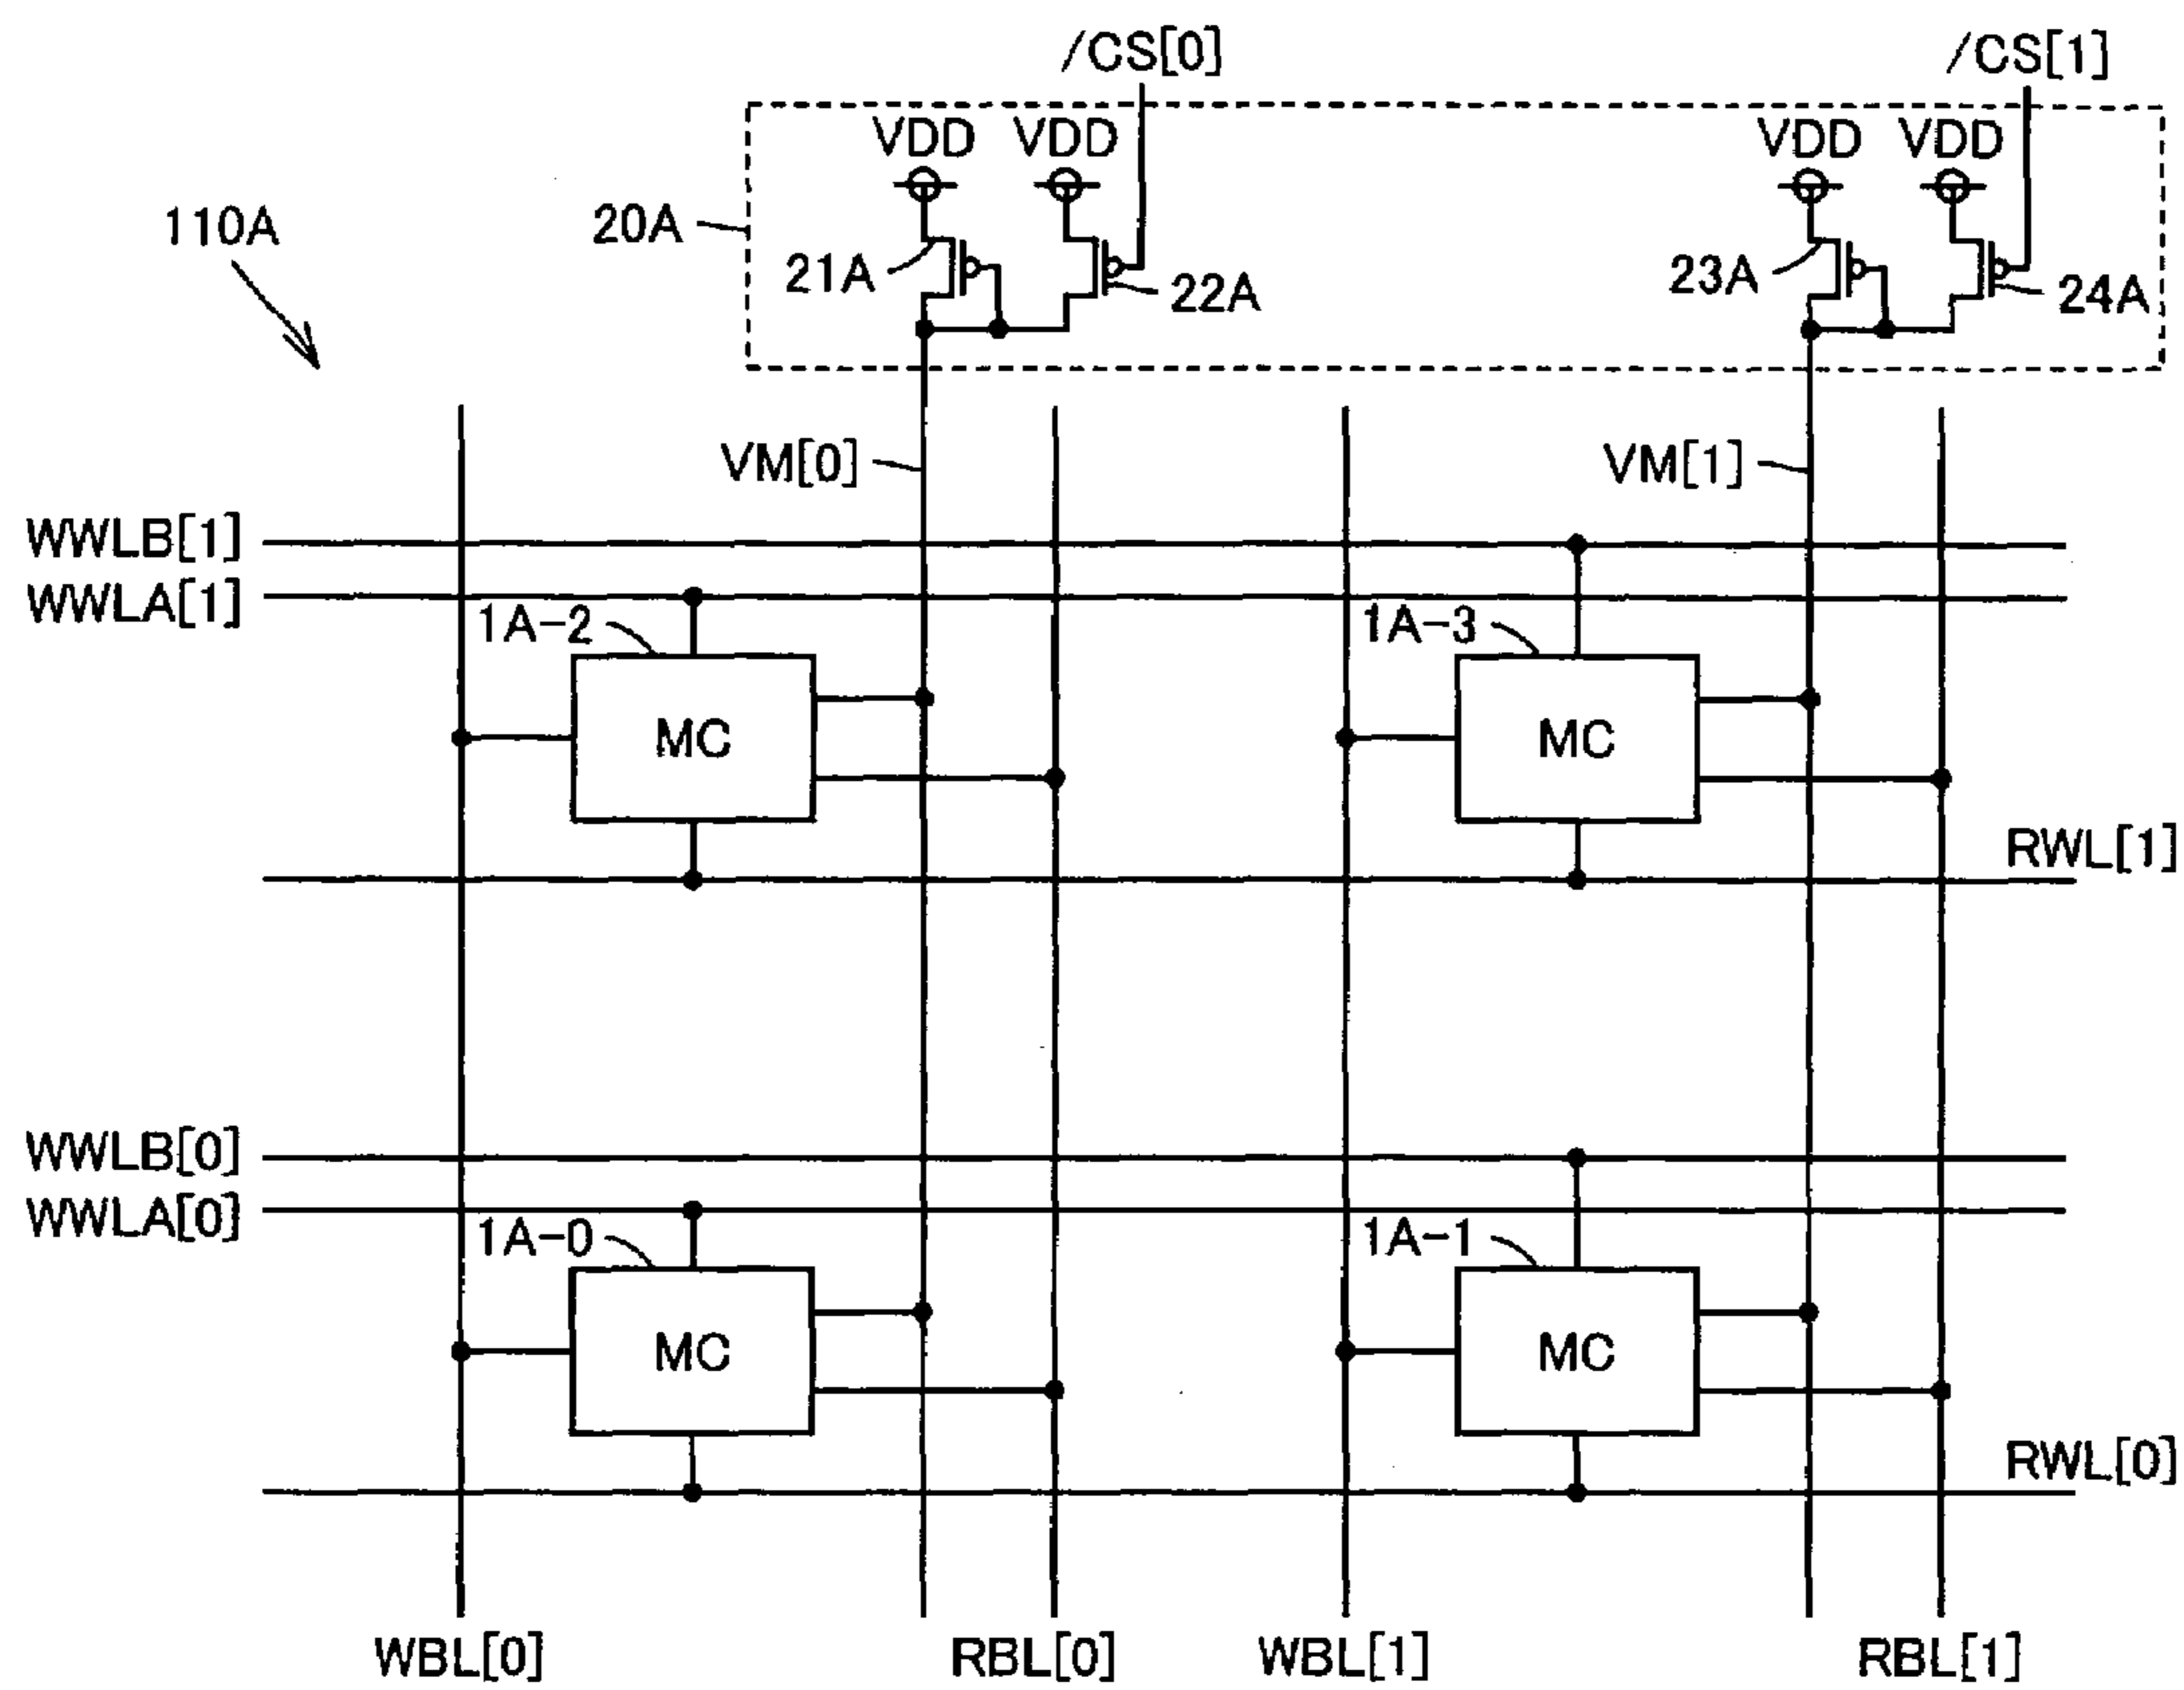 /CS[0] /CS[1]
VDD VDD VDD VDD
110A 20A
21A 22A 23A 24A
VM[0] VM[1]
WWLB[1]
WWLA[1]
1A-2 1A-3
MC MC
RWL[1]
WWLB[0]
WWLA[0]
1A-0 1A-1
MC MC
RWL[0]
WBL[0] RBL[0] WBL[1] RBL[1]